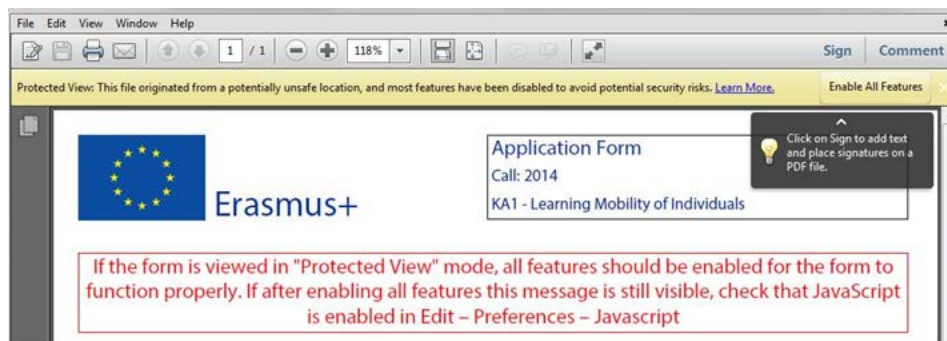 File Edit View Window Help
1 / 1 118% Sign Comment
Protected View: This file originated from a potentially unsafe location, and most features have been disabled to avoid potential security risks. Learn More. Enable All Features
Click on Sign to add text
and place signatures on a
PDF file.
Application Form
Call: 2014
KA1 - Learning Mobility of Individuals
Erasmus+
If the form is viewed in "Protected View" mode, all features should be enabled for the form to
function properly. If after enabling all features this message is still visible, check that JavaScript
is enabled in Edit – Preferences – Javascript